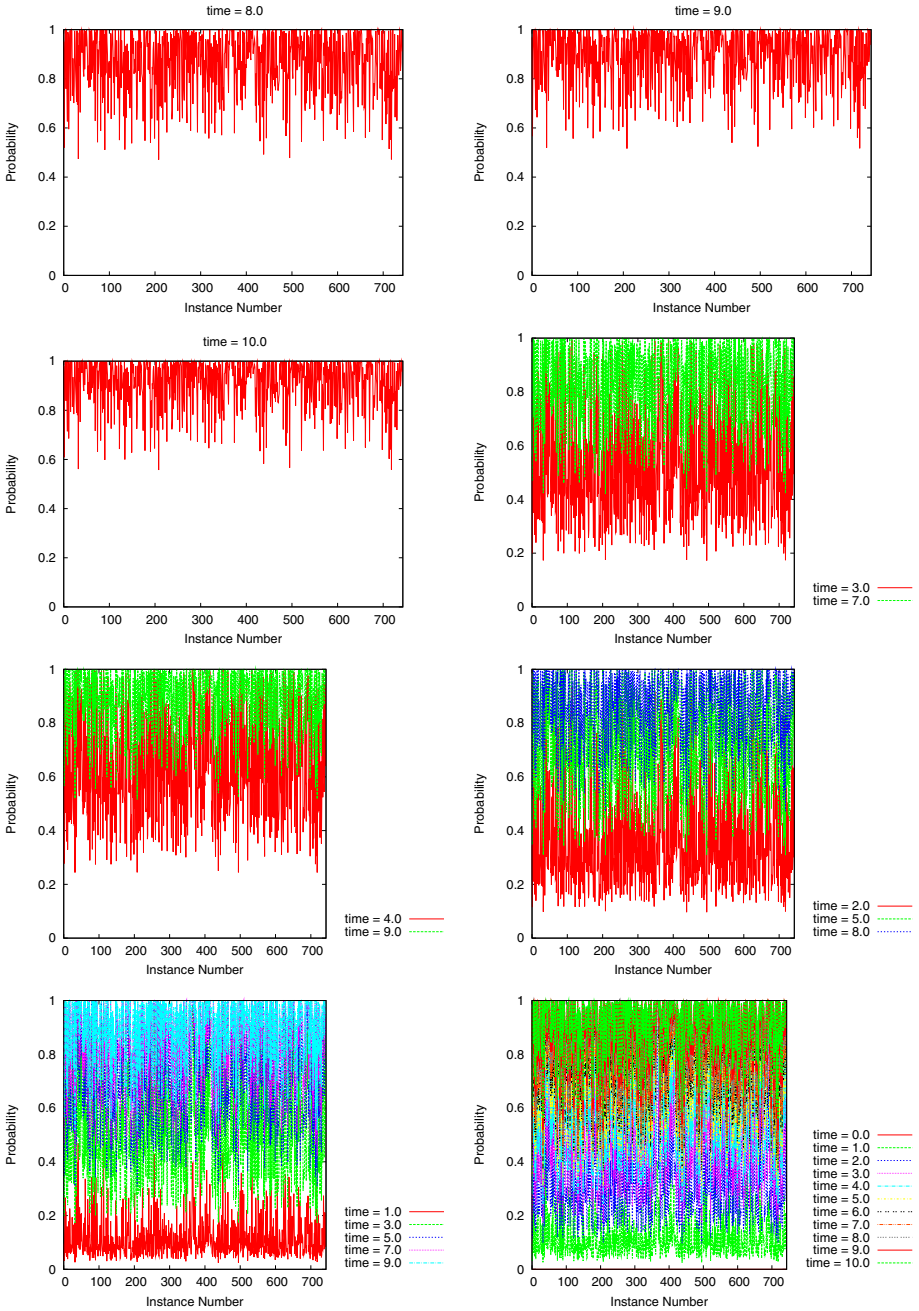 time = 8.0
1
0.8
0.6
0.4
0.2
0
Probability
0 100 200 300 400 500 600 700
Instance Number
time = 9.0
1
0.8
0.6
0.4
0.2
0
Probability
0 100 200 300 400 500 600 700
Instance Number
time = 10.0
1
0.8
0.6
0.4
0.2
0
Probability
0 100 200 300 400 500 600 700
Instance Number
1
0.8
0.6
0.4
0.2
0
Probability
0 100 200 300 400 500 600 700
Instance Number
time = 3.0
time = 7.0
1
0.8
0.6
0.4
0.2
0
Probability
0 100 200 300 400 500 600 700
Instance Number
time = 4.0
time = 9.0
1
0.8
0.6
0.4
0.2
0
Probability
0 100 200 300 400 500 600 700
Instance Number
time = 2.0
time = 5.0
time = 8.0
1
0.8
0.6
0.4
0.2
0
Probability
0 100 200 300 400 500 600 700
Instance Number
time = 1.0
time = 3.0
time = 5.0
time = 7.0
time = 9.0
1
0.8
0.6
0.4
0.2
0
Probability
0 100 200 300 400 500 600 700
Instance Number
time = 0.0
time = 1.0
time = 2.0
time = 3.0
time = 4.0
time = 5.0
time = 6.0
time = 7.0
time = 8.0
time = 9.0
time = 10.0